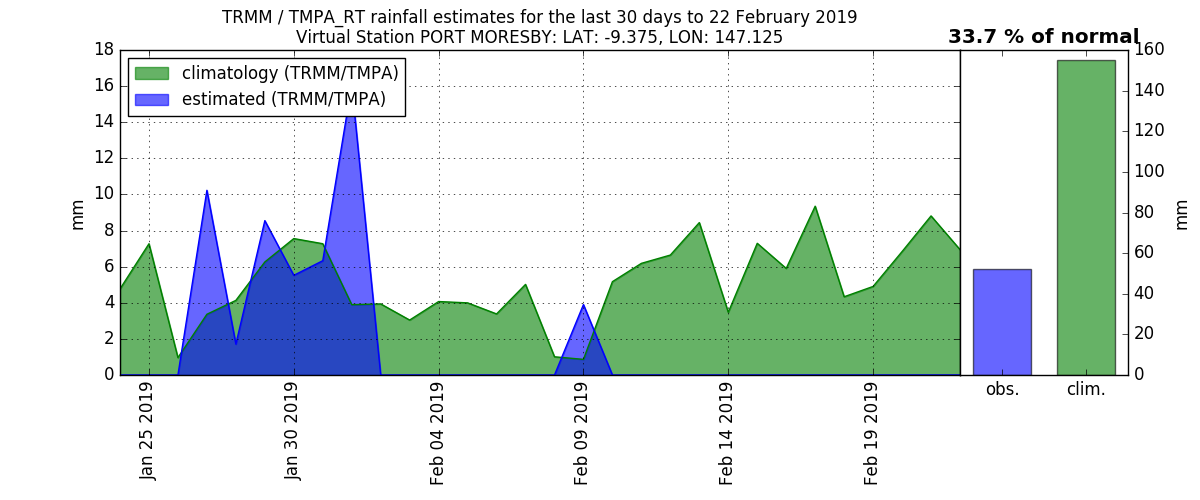 TRMM / TMPA_RT rainfall estimates for the last 30 days to 22 February 2019
Virtual Station PORT MORESBY: LAT: -9.375, LON: 147.125
33.7 % of normal
climatology (TRMM/TMPA)
estimated (TRMM/TMPA)
18
16
14
12
10
8
6
4
2
0
mm
Jan 25 2019
Jan 30 2019
Feb 04 2019
Feb 09 2019
Feb 14 2019
Feb 19 2019
obs.
clim.
160
140
120
100
80
60
40
20
0
mm